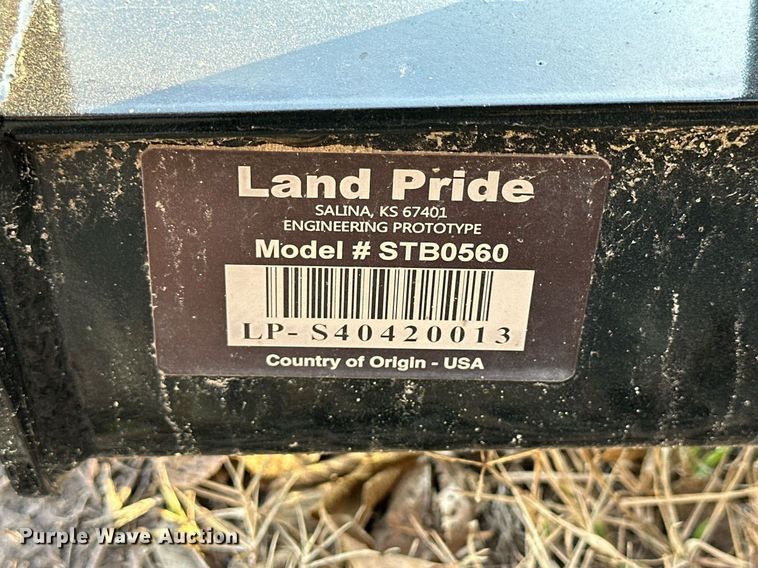 Land Pride
SALINA, KS 67401
ENGINEERING PROTOTYPE
Model # STB0560
LP- S40420013
Country of Origin - USA
Purple Wave Auction